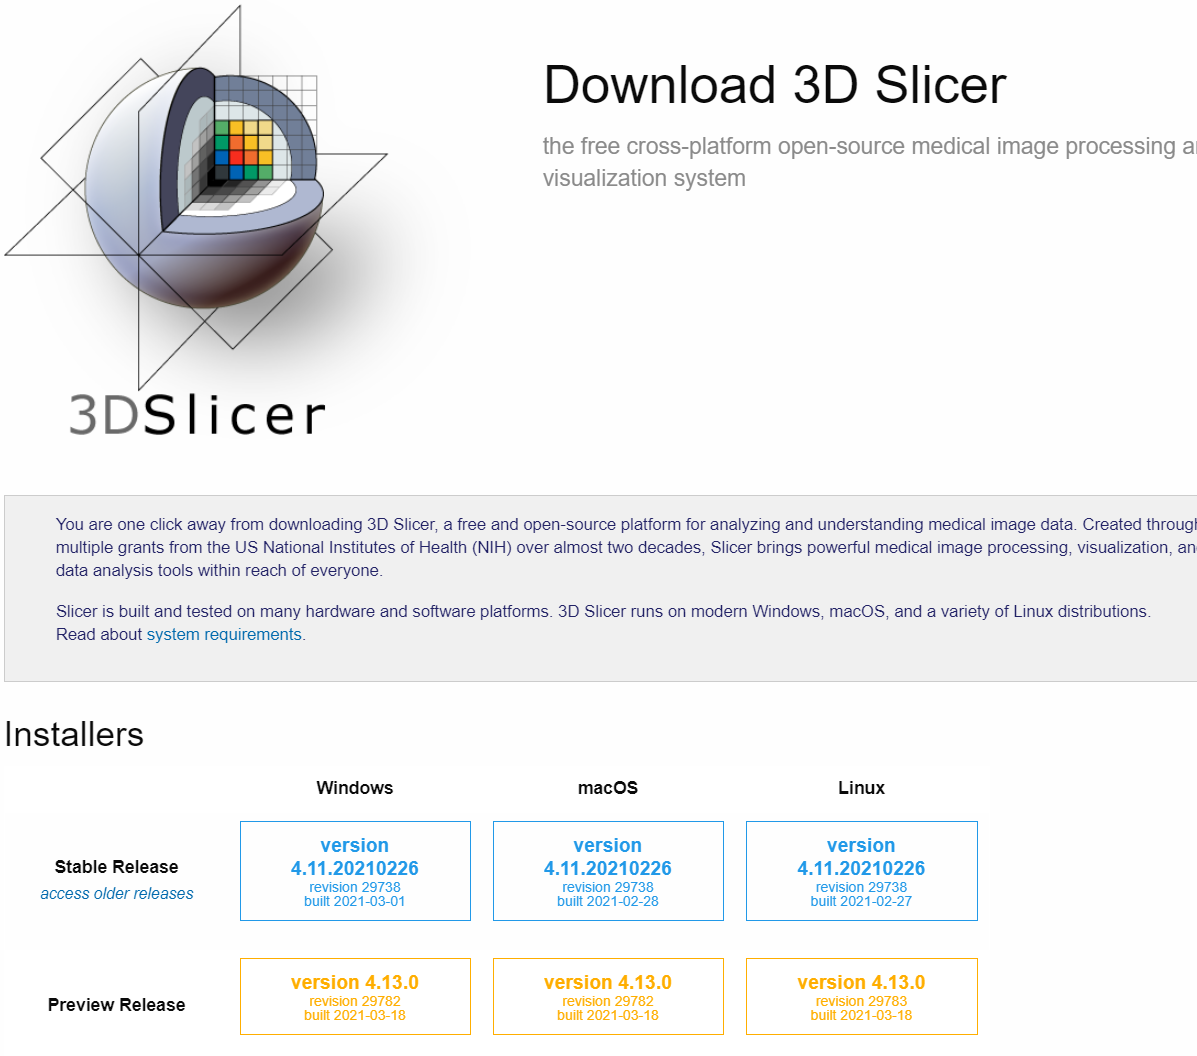 Download 3D Slicer
the free cross-platform open-source medical image processing
visualization system
3DSlicer
You are one click away from downloading 3D Slicer, a free and open-source platform for analyzing and understanding medical image data. Created
multiple grants from the US National Institutes of Health (NIH) over almost two decades, Slicer brings powerful medical image processing, visualization,
data analysis tools within reach of everyone.
Slicer is built and tested on many hardware and software platforms. 3D Slicer runs on modern Windows, macOS, and a variety of Linux distributions.
Read about system requirements.
Installers
Windows macOS Linux
version version version
Stable Release 4.11.20210226 4.11.20210226 4.11.20210226
access older releases revision 29738 revision 29738 revision 29738
built 2021-03-01 built 2021-02-28 built 2021-02-27
version 4.13.0 version 4.13.0 version 4.13.0
Preview Release revision 29782 revision 29782 revision 29783
built 2021-03-18 built 2021-03-18 built 2021-03-18